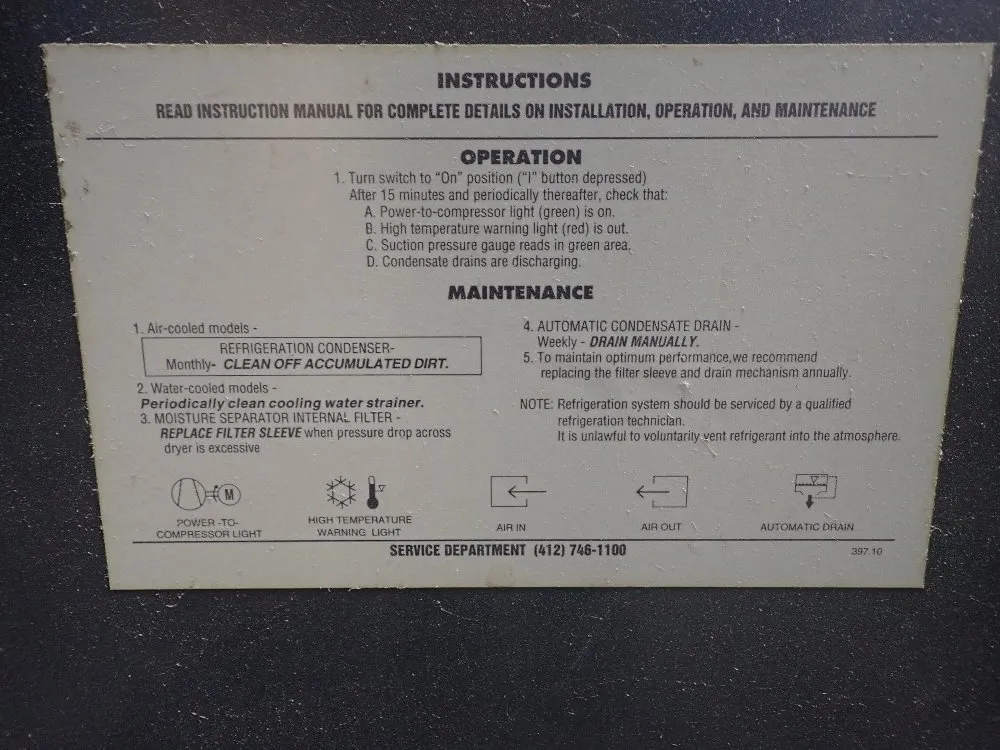 INSTRUCTIONS
READ INSTRUCTION MANUAL FOR COMPLETE DETAILS ON INSTALLATION, OPERATION, AND MAINTENANCE
OPERATION
1. Turn switch to “On” position (“I” button depressed)
After 15 minutes and periodically thereafter, check that:
A. Power-to-compressor light (green) is on.
B. High temperature warning light (red) is out.
C. Suction pressure gauge reads in green area.
D. Condensate drains are discharging.
MAINTENANCE
1. Air-cooled models -
REFRIGERATION CONDENSER-
Monthly- CLEAN OFF ACCUMULATED DIRT.
2. Water-cooled models -
Periodically clean cooling water strainer.
3. MOISTURE SEPARATOR INTERNAL FILTER -
REPLACE FILTER SLEEVE when pressure drop across
dryer is excessive
4. AUTOMATIC CONDENSATE DRAIN -
Weekly - DRAIN MANUALLY.
5. To maintain optimum performance,we recommend
replacing the filter sleeve and drain mechanism annually.
NOTE: Refrigeration system should be serviced by a qualified
refrigeration technician.
It is unlawful to voluntarity vent refrigerant into the atmosphere.
M
POWER -TO-
COMPRESSOR LIGHT
HIGH TEMPERATURE
WARNING LIGHT
AIR IN
AIR OUT
AUTOMATIC DRAIN
SERVICE DEPARTMENT (412) 746-1100
397.10